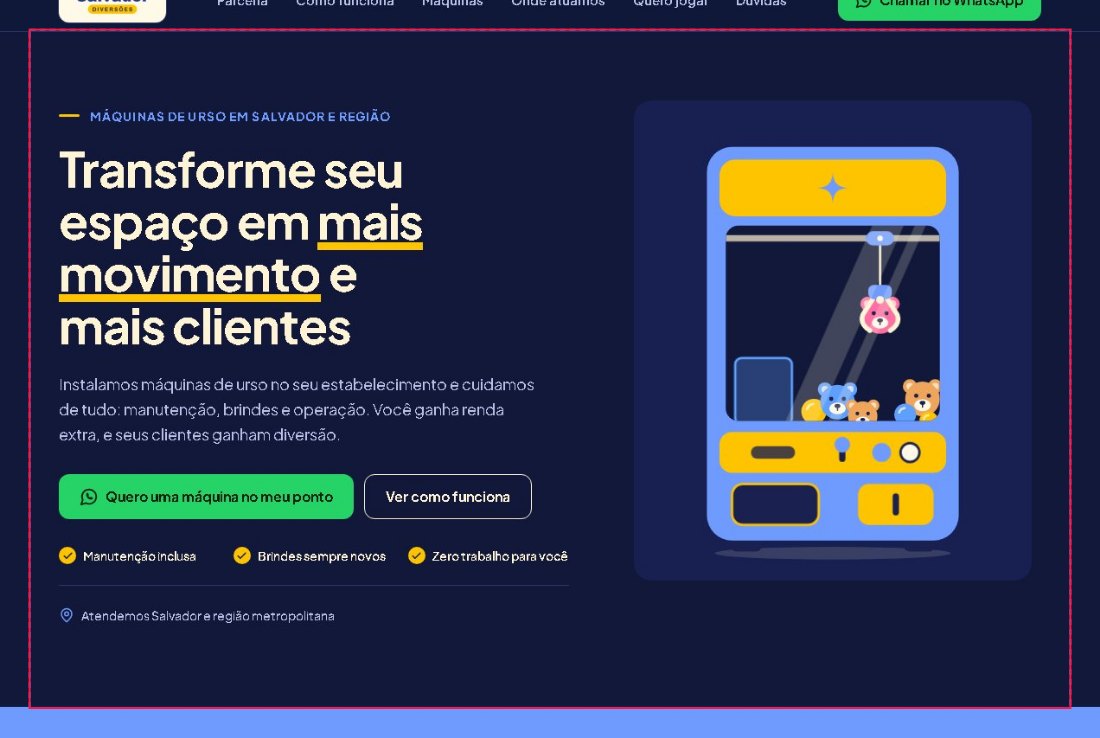 Salvador
DIVERSÕES
Parceria
Como funciona
Máquinas
Onde atuamos
Quero jogar
Dúvidas
Chamar no WhatsApp
MÁQUINAS DE URSO EM SALVADOR E REGIÃO
Transforme seu
espaço em mais
movimento e
mais clientes
Instalamos máquinas de urso no seu estabelecimento e cuidamos
de tudo: manutenção, brindes e operação. Você ganha renda
extra, e seus clientes ganham diversão.
Quero uma máquina no meu ponto
Ver como funciona
Manutenção inclusa
Brindes sempre novos
Zero trabalho para você
Atendemos Salvador e região metropolitana